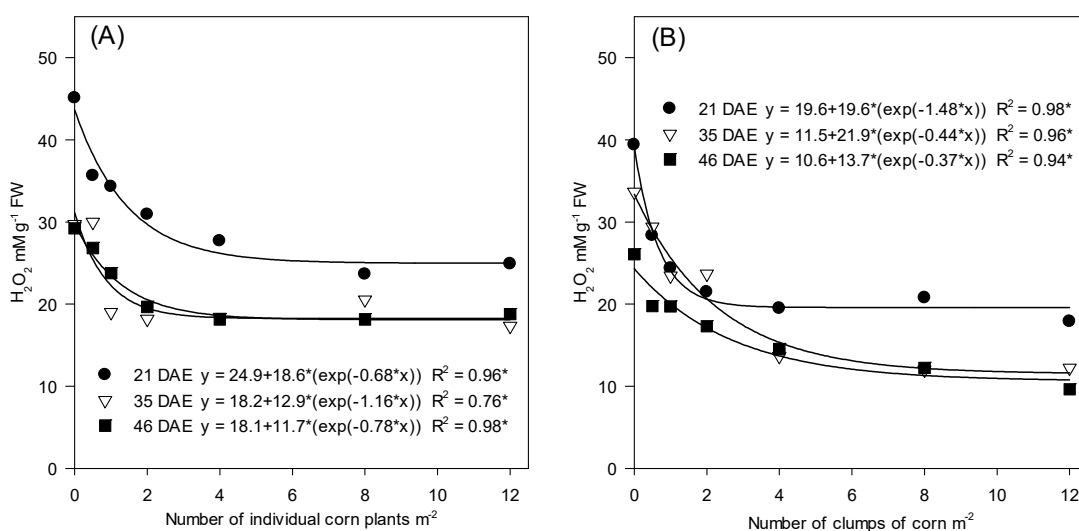 (A)
50
40
30
20
10
0
H₂O₂ mM g⁻¹ FW
21 DAE y = 24.9+18.6*(exp(-0.68*x)) R² = 0.96*
35 DAE y = 18.2+12.9*(exp(-1.16*x)) R² = 0.76*
46 DAE y = 18.1+11.7*(exp(-0.78*x)) R² = 0.98*
0 2 4 6 8 10 12
Number of individual corn plants m⁻²
(B)
50
40
30
20
10
0
H₂O₂ mM g⁻¹ FW
21 DAE y = 19.6+19.6*(exp(-1.48*x)) R² = 0.98*
35 DAE y = 11.5+21.9*(exp(-0.44*x)) R² = 0.96*
46 DAE y = 10.6+13.7*(exp(-0.37*x)) R² = 0.94*
0 2 4 6 8 10 12
Number of clumps of corn m⁻²